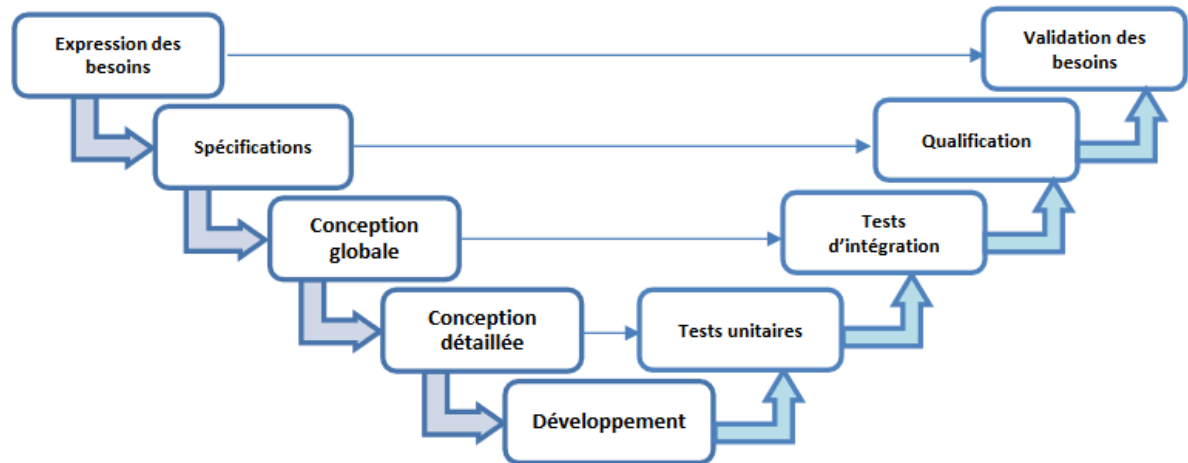 Expression des
besoins
Validation des
besoins
Spécifications
Qualification
Conception
globale
Tests
d'intégration
Conception
détaillée
Tests unitaires
Développement